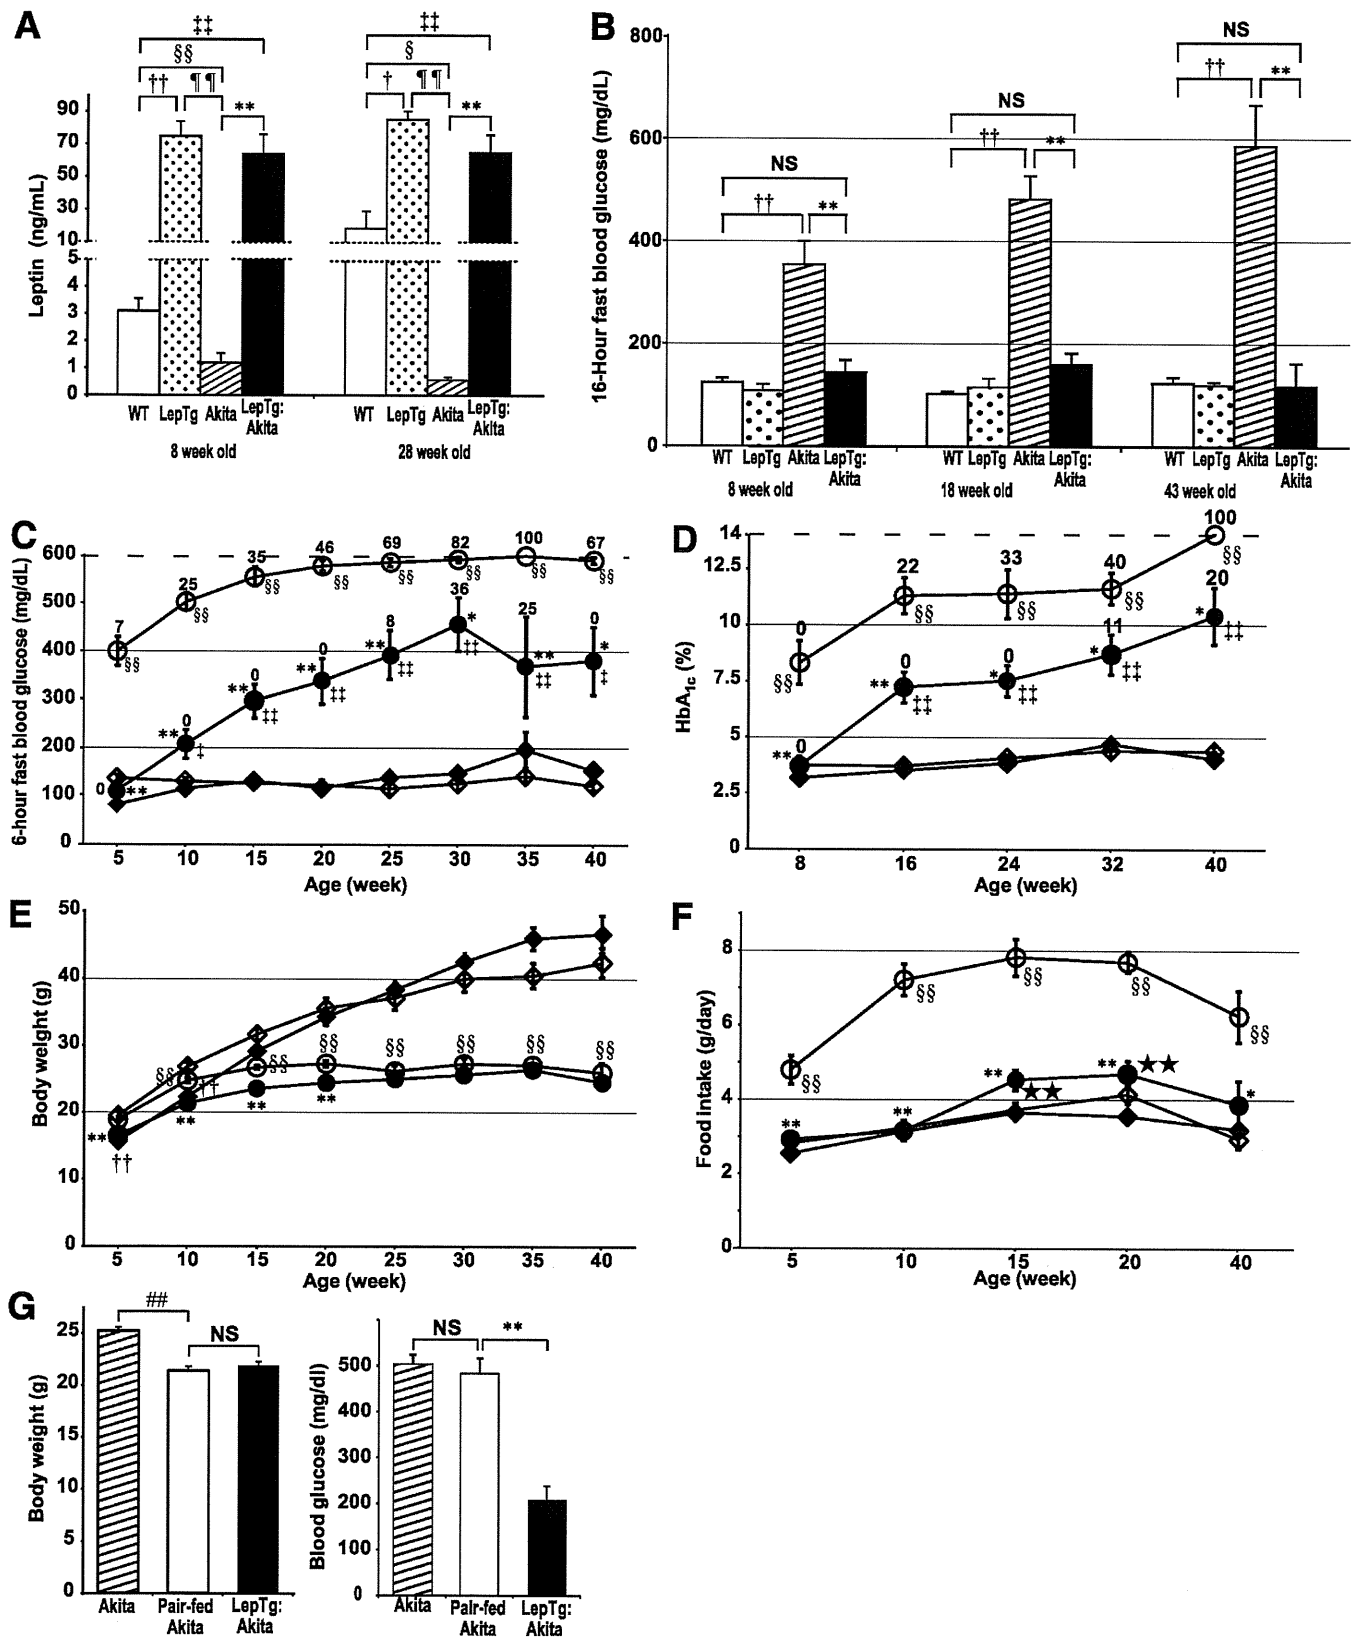 A
‡‡
§§
†† ¶¶
**
‡‡
§
† ¶¶
**
Leptin (ng/mL)
90
70
50
30
10
5
4
3
2
1
0
WT LepTg Akita LepTg: Akita
8 week old
WT LepTg Akita LepTg: Akita
28 week old
B
16-Hour fast blood glucose (mg/dL)
800
600
400
200
0
NS
†† **
NS
†† **
NS
†† **
WT LepTg Akita LepTg: Akita
8 week old
WT LepTg Akita LepTg: Akita
18 week old
WT LepTg Akita LepTg: Akita
43 week old
C
6-hour fast blood glucose (mg/dL)
600
500
400
300
200
100
0
7 25 35 46 69 82 100 67
§§ §§ §§ §§ §§ §§ §§ §§
0 0 0 0 8 36 25 0
** ** ** ** ** * ** *
‡ ‡‡ ‡‡ ‡‡ ‡‡ ‡‡ ‡
5 10 15 20 25 30 35 40
Age (week)
D
HbA1c (%)
14
12.5
10
7.5
5
2.5
0
0 22 33 40 100
§§ §§ §§ §§ §§
0 0 0 11 20
** ** * * *
‡‡ ‡‡ ‡‡ ‡‡
8 16 24 32 40
Age (week)
E
Body weight (g)
50
40
30
20
10
0
§§ §§ §§ §§ §§ §§ §§
** ** ** **
†† ††
5 10 15 20 25 30 35 40
Age (week)
F
Food intake (g/day)
8
6
4
2
0
§§ §§ §§ §§ §§
** ** ** ** *
★★ ★★
5 10 15 20 40
Age (week)
G
Body weight (g)
25
20
15
10
5
0
##
NS
Akita Pair-fed Akita LepTg: Akita
Blood glucose (mg/dl)
500
400
300
200
100
0
NS **
Akita Pair-fed Akita LepTg: Akita